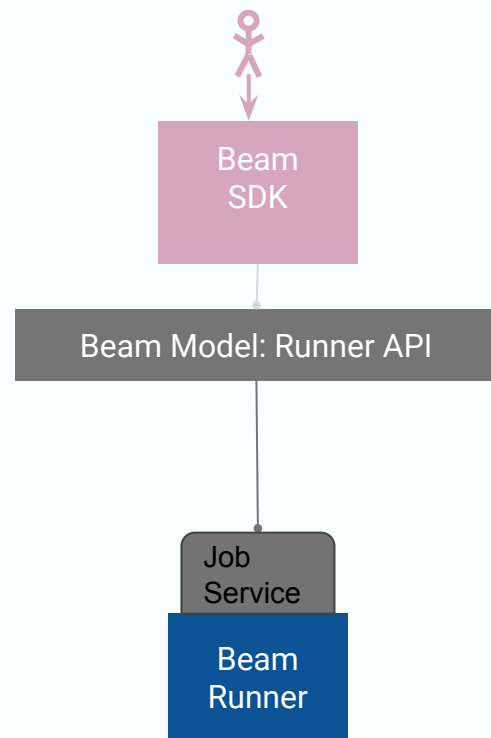 Beam
SDK
Beam Model: Runner API
Job
Service
Beam
Runner